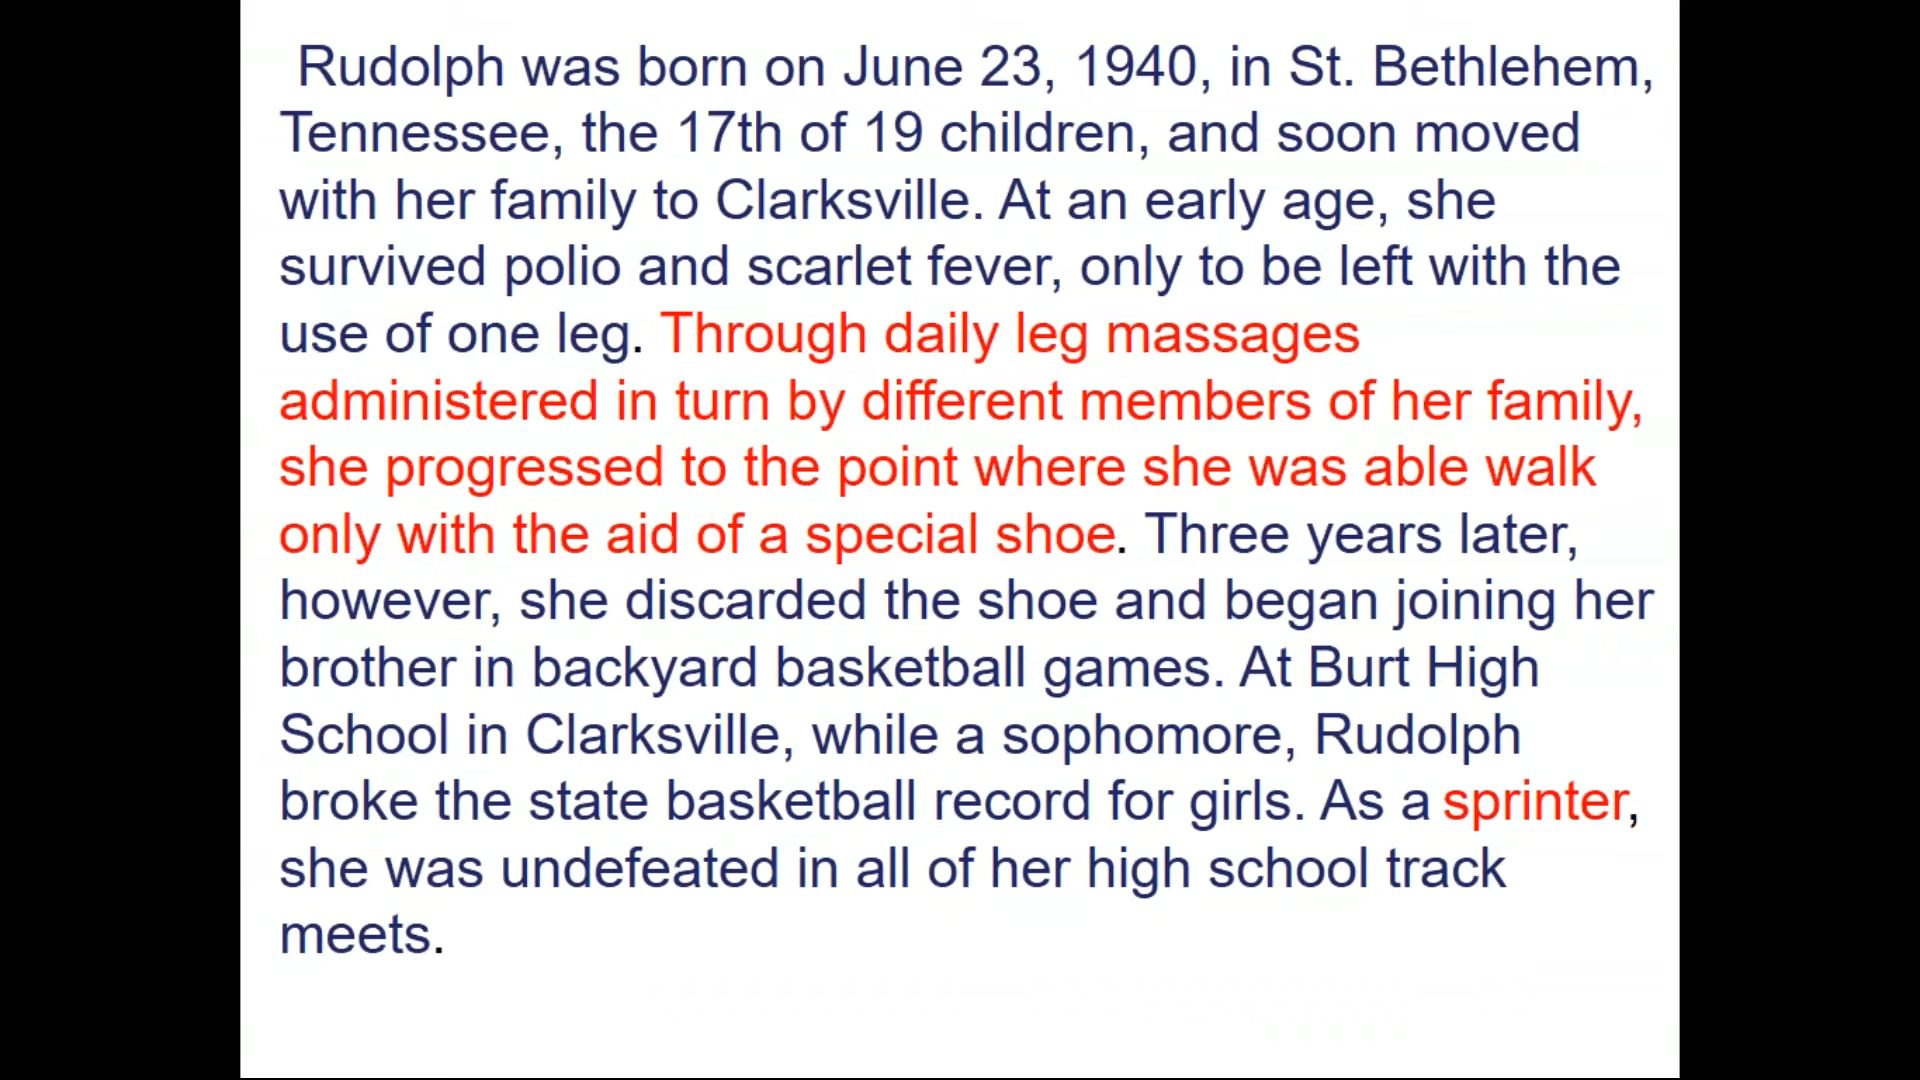 Rudolph was born on June 23, 1940, in St. Bethlehem,
Tennessee, the 17th of 19 children, and soon moved
with her family to Clarksville. At an early age, she
survived polio and scarlet fever, only to be left with the
use of one leg. Through daily leg massages
administered in turn by different members of her family,
she progressed to the point where she was able walk
only with the aid of a special shoe. Three years later,
however, she discarded the shoe and began joining her
brother in backyard basketball games. At Burt High
School in Clarksville, while a sophomore, Rudolph
broke the state basketball record for girls. As a sprinter,
she was undefeated in all of her high school track
meets.